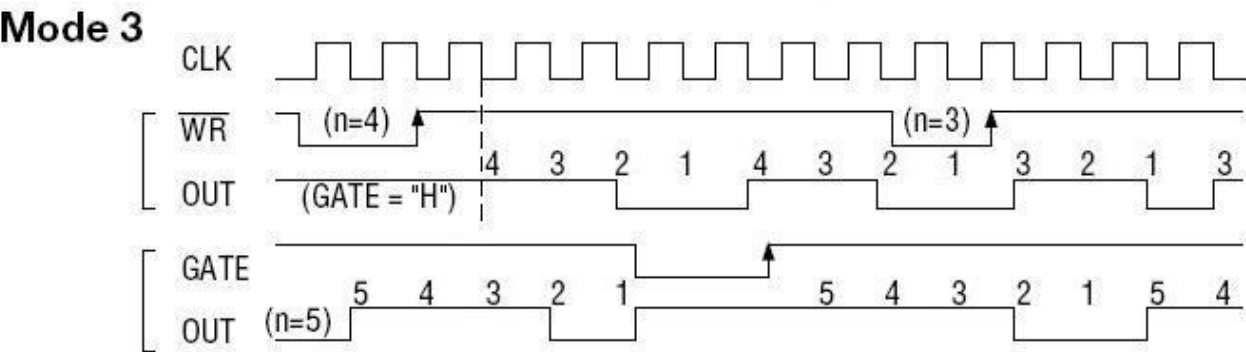 Mode 3
CLK
WR (n=4) (n=3)
4 3 2 1 4 3 2 1 3 2 1 3
OUT (GATE = "H")
GATE
5 4 3 2 1 5 4 3 2 1 5 4
OUT (n=5)